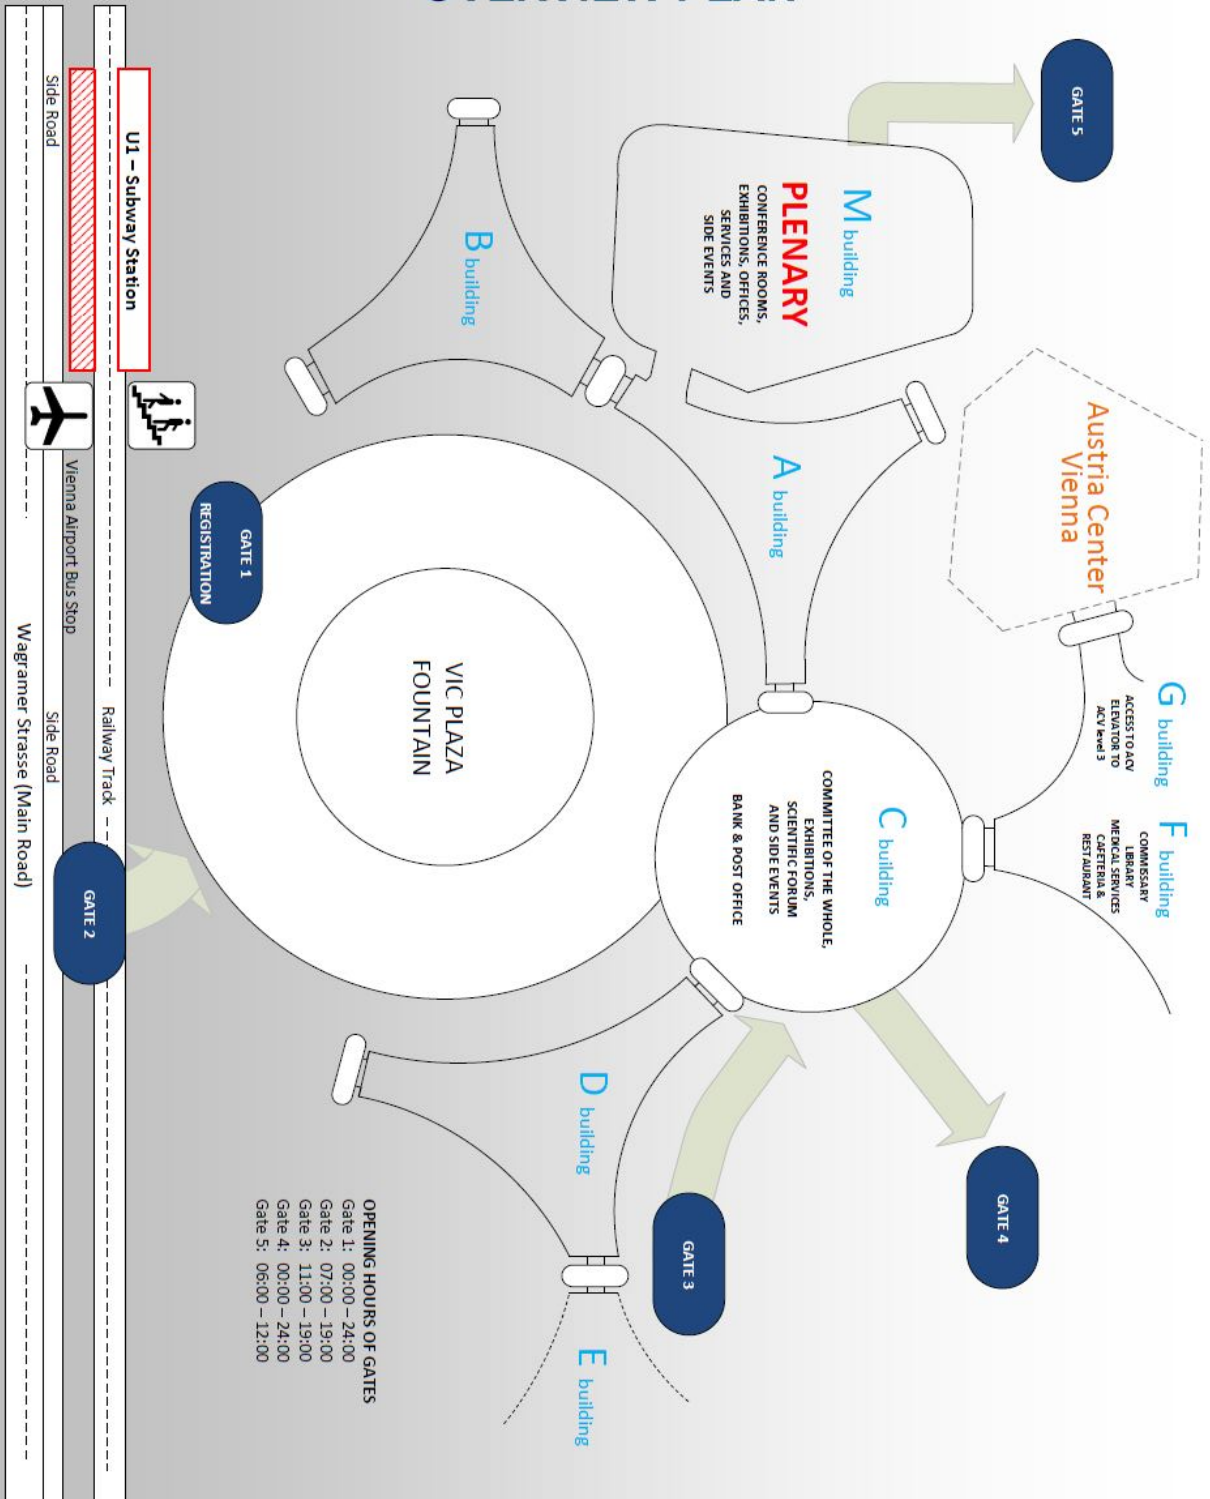 OVERVIEW PLAN
GATE 5
M building
PLENARY
CONFERENCE ROOMS,
EXHIBITIONS, OFFICES,
SERVICES AND
SIDE EVENTS
B building
U1 – Subway Station
Side Road
Austria Center
Vienna
A building
GATE 1
REGISTRATION
Vienna Airport Bus Stop
VIC PLAZA
FOUNTAIN
G building
ACCESS TO ACV
ELEVATOR TO
ACV level 3
F building
COMMISSARY
LIBRARY
MEDICAL SERVICES
CAFETERIA &
RESTAURANT
C building
COMMITTEE OF THE WHOLE,
EXHIBITIONS,
SCIENTIFIC FORUM
AND SIDE EVENTS
BANK & POST OFFICE
Railway Track
Side Road
Wagramer Strasse (Main Road)
GATE 2
D building
GATE 4
GATE 3
E building
OPENING HOURS OF GATES
Gate 1: 00:00 – 24:00
Gate 2: 07:00 – 19:00
Gate 3: 11:00 – 19:00
Gate 4: 00:00 – 24:00
Gate 5: 06:00 – 12:00